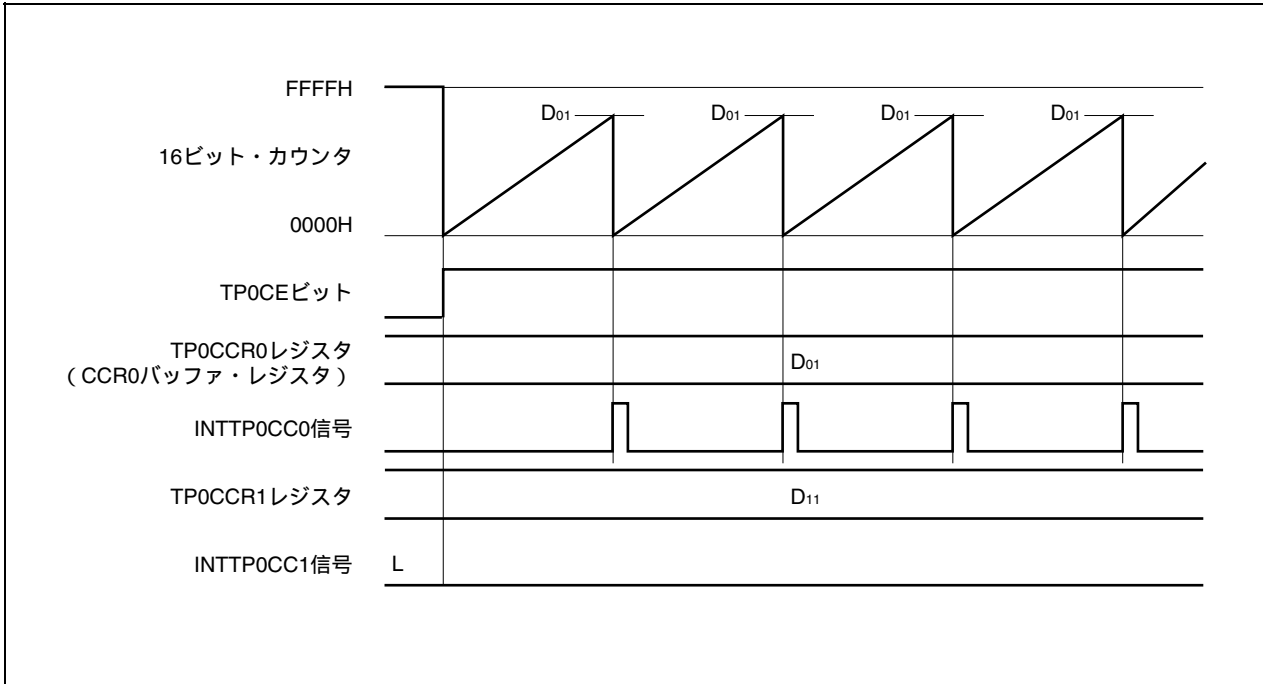 FFFFH
D01 D01 D01 D01
16ビット・カウンタ
0000H
TP0CEビット
TP0CCR0レジスタ
（CCR0バッファ・レジスタ）
D01
INTTP0CC0信号
TP0CCR1レジスタ
D11
INTTP0CC1信号
L